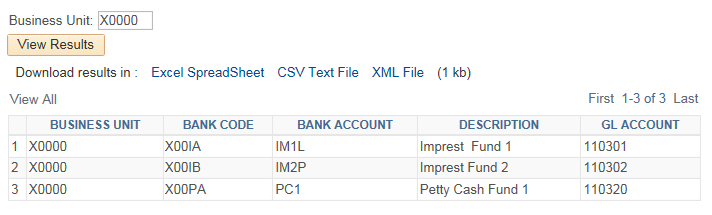 Business Unit: X0000
View Results
Download results in : Excel SpreadSheet CSV Text File XML File (1 kb)
View All First 1-3 of 3 Last
BUSINESS UNIT BANK CODE BANK ACCOUNT DESCRIPTION GL ACCOUNT
1 X0000 X00IA IM1L Imprest Fund 1 110301
2 X0000 X00IB IM2P Imprest Fund 2 110302
3 X0000 X00PA PC1 Petty Cash Fund 1 110320